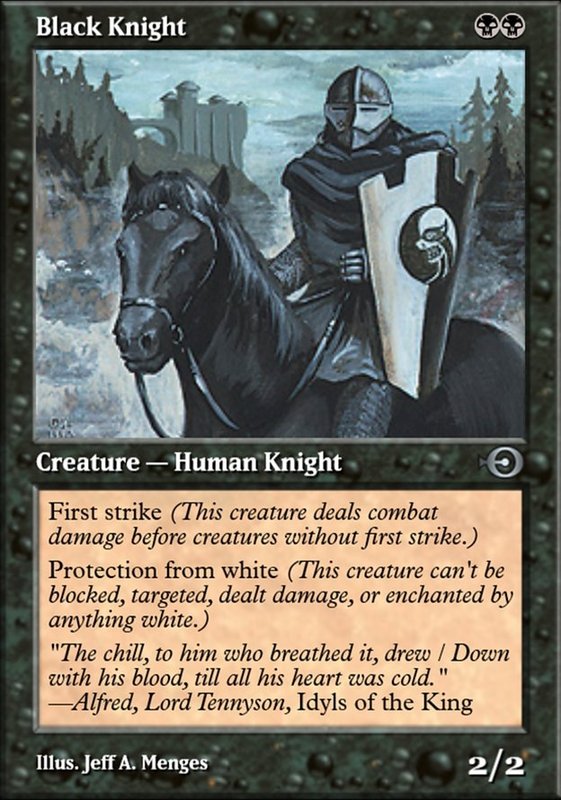 Black Knight
Creature — Human Knight
First strike (This creature deals combat
damage before creatures without first strike.)
Protection from white (This creature can't be
blocked, targeted, dealt damage, or enchanted by
anything white.)
"The chill, to him who breathed it, drew / Down
with his blood, till all his heart was cold."
—Alfred, Lord Tennyson, Idyls of the King
Illus. Jeff A. Menges
2/2